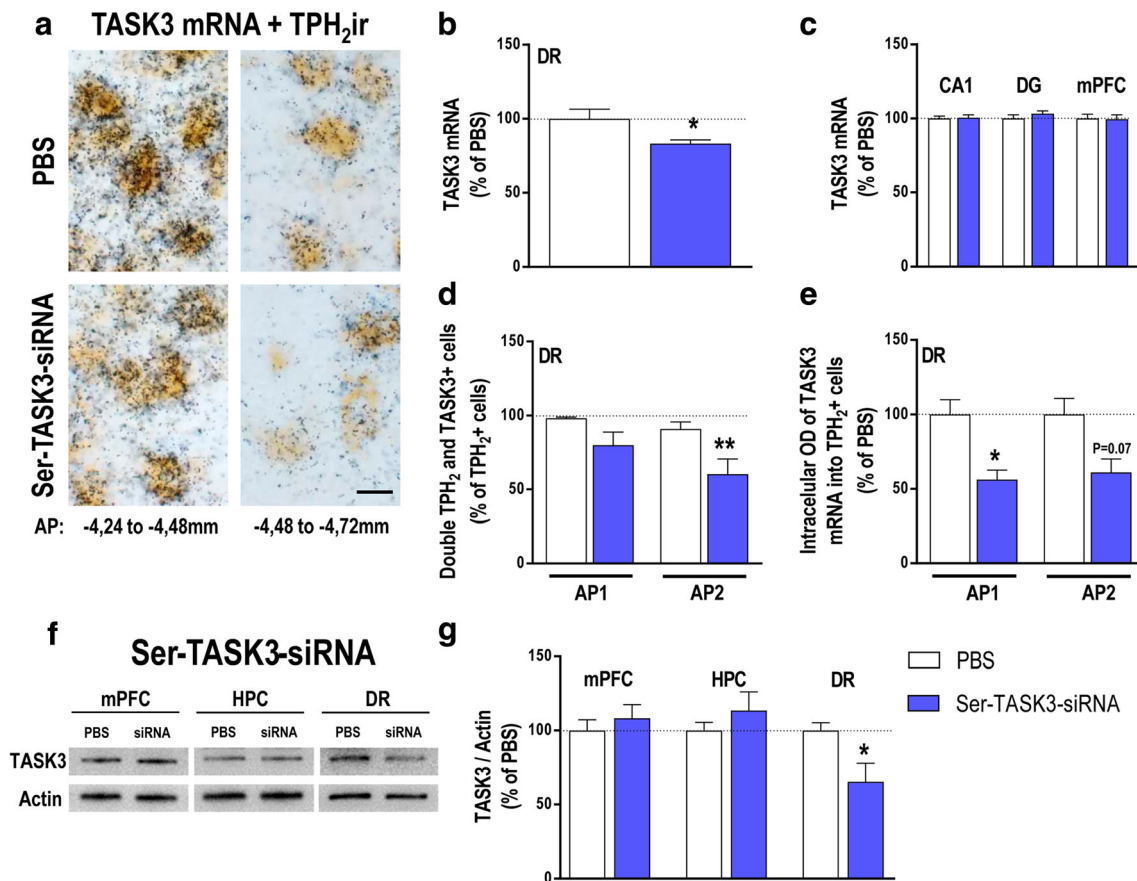 a
TASK3 mRNA + TPH2ir
PBS
Ser-TASK3-siRNA
AP: -4,24 to -4,48mm -4,48 to -4,72mm
b
DR
TASK3 mRNA
(% of PBS)
150
100
50
0
*
c
CA1 DG mPFC
TASK3 mRNA
(% of PBS)
150
100
50
0
d
DR
Double TPH2 and TASK3+ cells
(% of TPH2+ cells)
150
100
50
0
**
AP1 AP2
e
DR
Intracelular OD of TASK3
mRNA into TPH2+ cells
(% of PBS)
150
100
50
0
*
P=0.07
AP1 AP2
f
Ser-TASK3-siRNA
mPFC HPC DR
PBS siRNA PBS siRNA PBS siRNA
TASK3
Actin
g
mPFC HPC DR
TASK3 / Actin
(% of PBS)
150
100
50
0
*
PBS
Ser-TASK3-siRNA